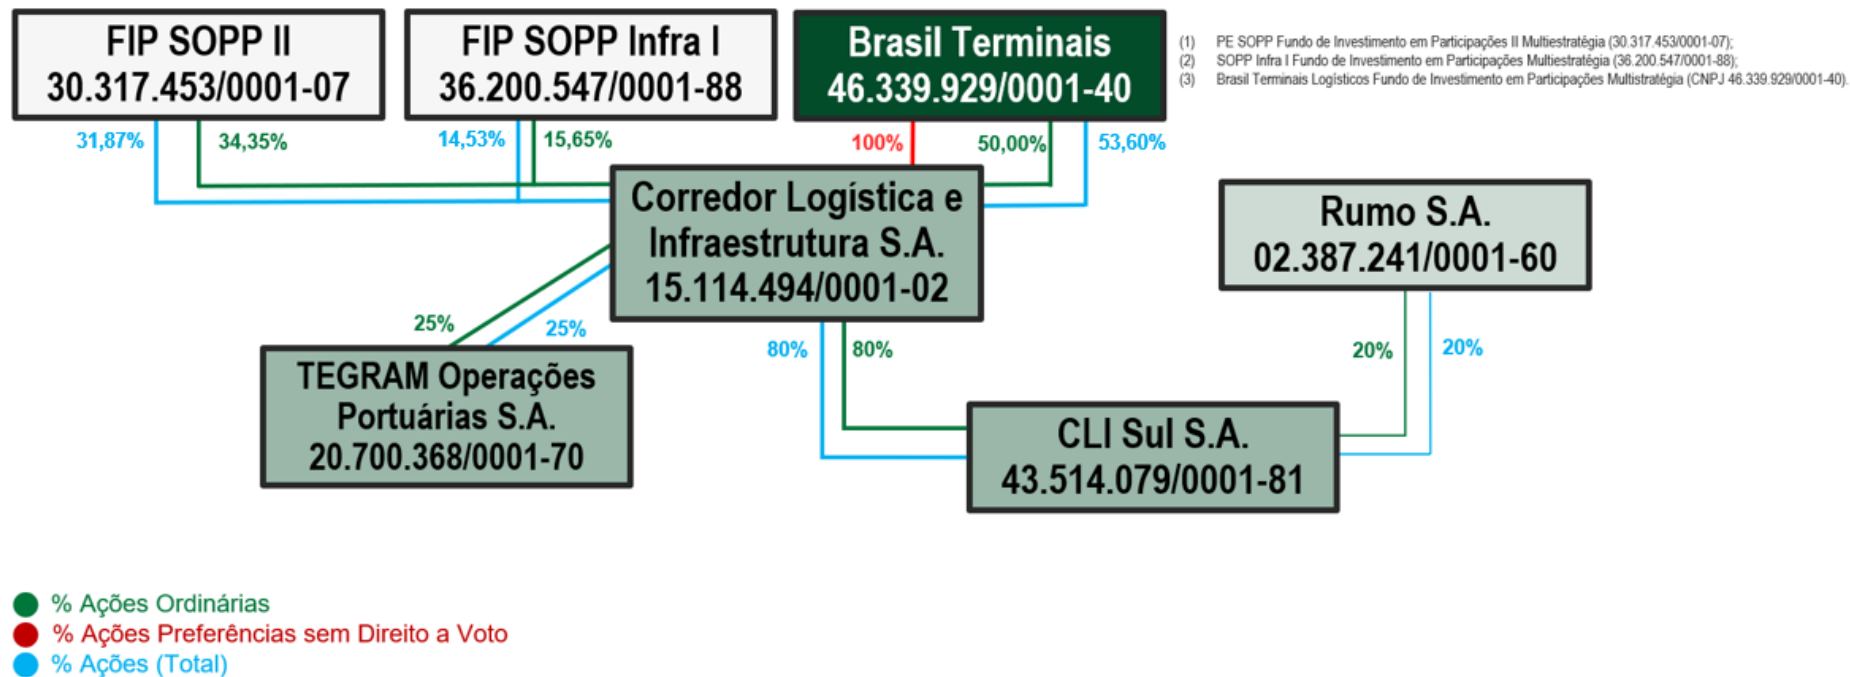 FIP SOPP II
30.317.453/0001-07
FIP SOPP Infra I
36.200.547/0001-88
Brasil Terminais
46.339.929/0001-40
(1) PE SOPP Fundo de Investimento em Participações II Multiestratégia (30.317.453/0001-07);
(2) SOPP Infra I Fundo de Investimento em Participações Multiestratégia (36.200.547/0001-88);
(3) Brasil Terminais Logísticos Fundo de Investimento em Participações Multistratégia (CNPJ 46.339.929/0001-40).
31,87%
34,35%
14,53%
15,65%
100%
50,00%
53,60%
Corredor Logística e
Infraestrutura S.A.
15.114.494/0001-02
Rumo S.A.
02.387.241/0001-60
25%
25%
80%
80%
20%
20%
TEGRAM Operações
Portuárias S.A.
20.700.368/0001-70
CLI Sul S.A.
43.514.079/0001-81
% Ações Ordinárias
% Ações Preferências sem Direito a Voto
% Ações (Total)